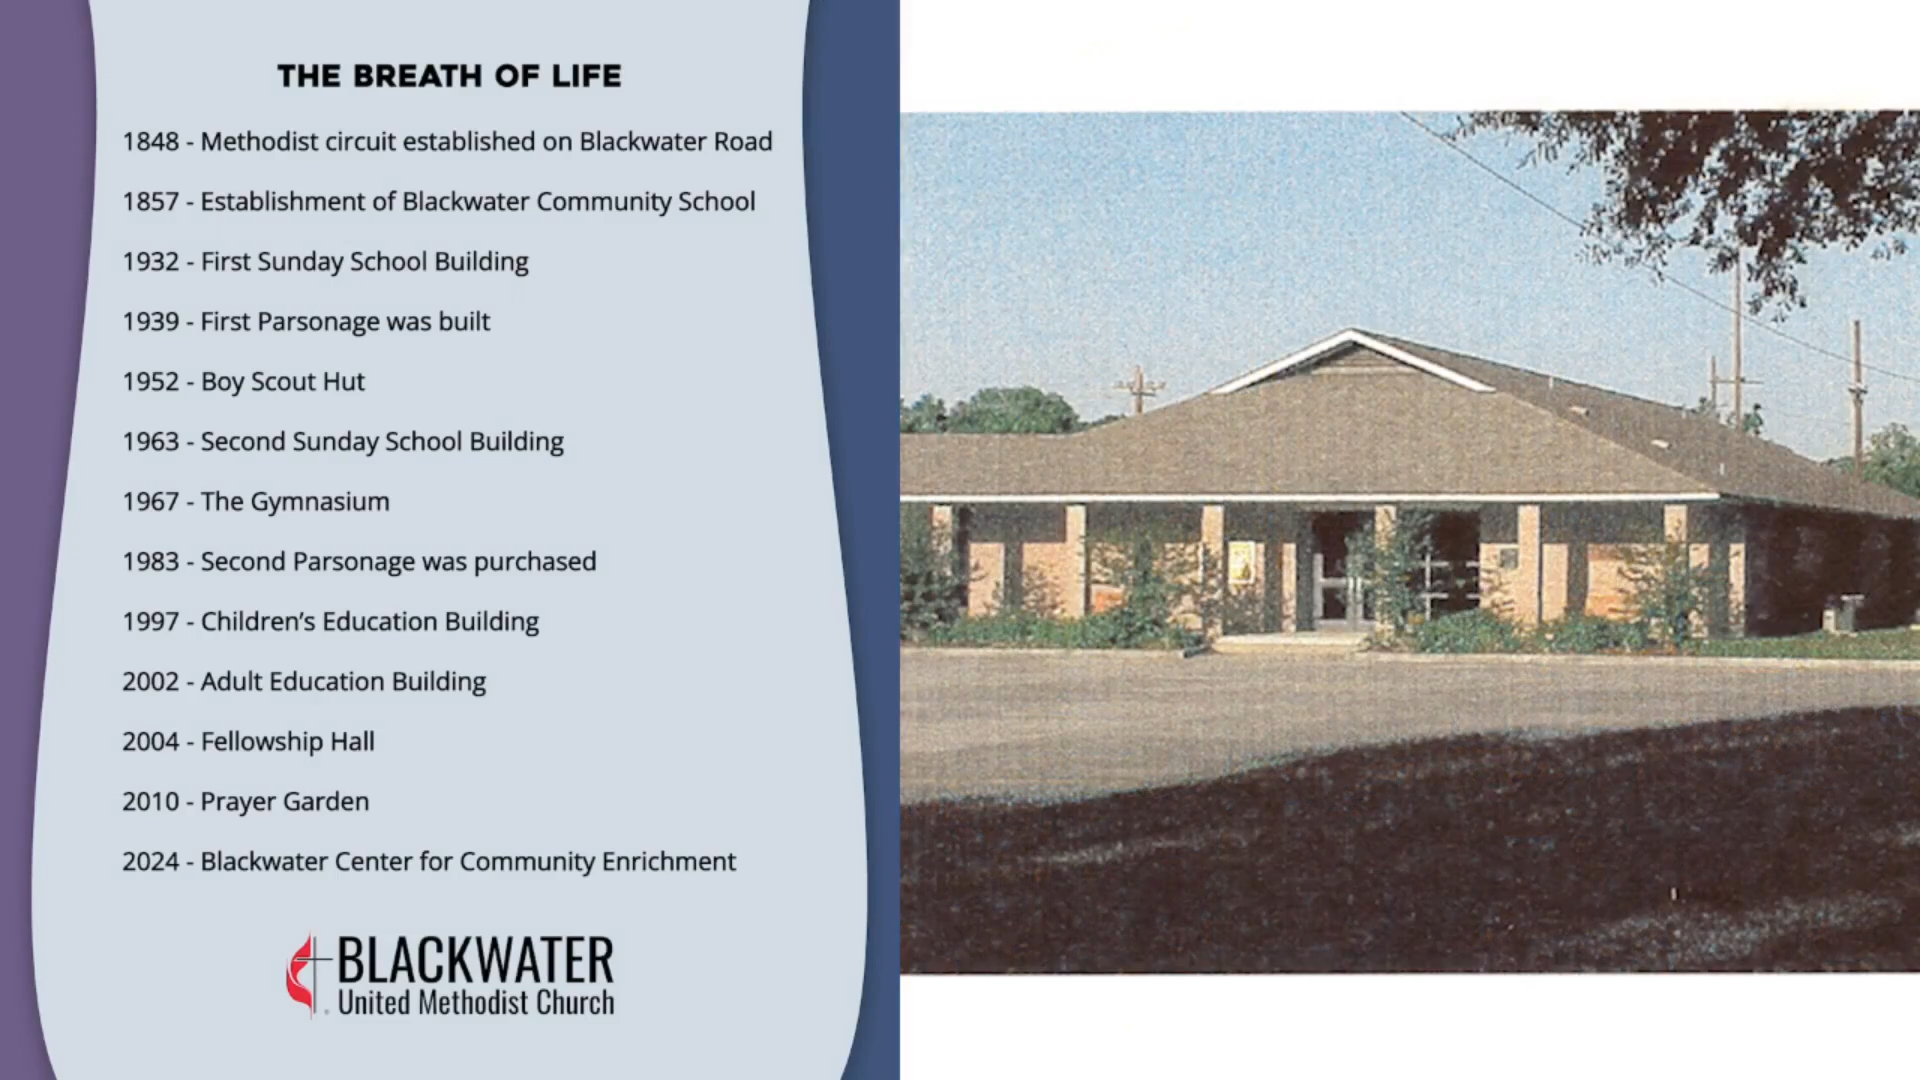 THE BREATH OF LIFE
1848 - Methodist circuit established on Blackwater Road
1857 - Establishment of Blackwater Community School
1932 - First Sunday School Building
1939 - First Parsonage was built
1952 - Boy Scout Hut
1963 - Second Sunday School Building
1967 - The Gymnasium
1983 - Second Parsonage was purchased
1997 - Children’s Education Building
2002 - Adult Education Building
2004 - Fellowship Hall
2010 - Prayer Garden
2024 - Blackwater Center for Community Enrichment
BLACKWATER
United Methodist Church